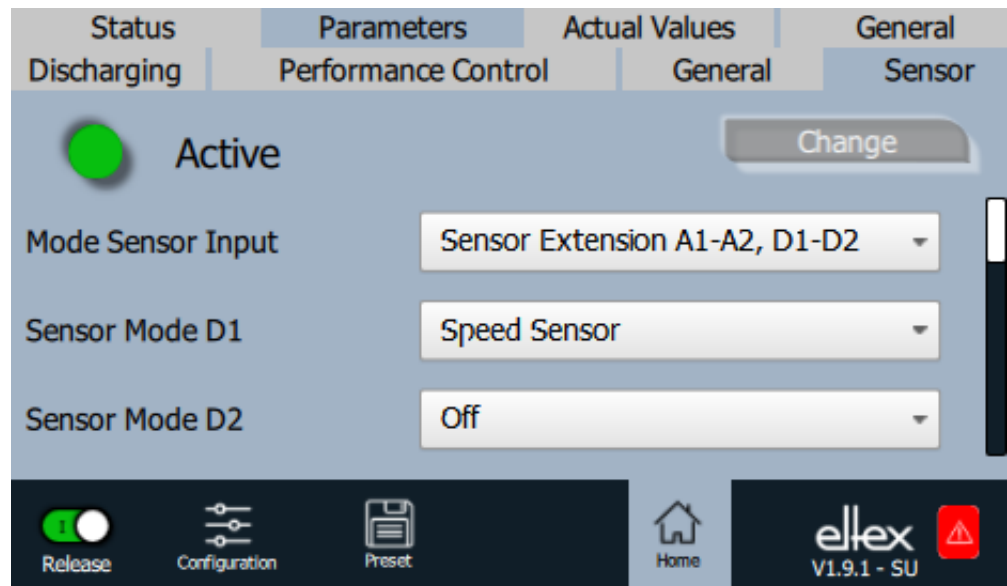 Status Parameters Actual Values General
Discharging Performance Control General Sensor
Active Change
Mode Sensor Input Sensor Extension A1-A2, D1-D2
Sensor Mode D1 Speed Sensor
Sensor Mode D2 Off
I
Release Configuration Preset Home eltex
V1.9.1 - SU